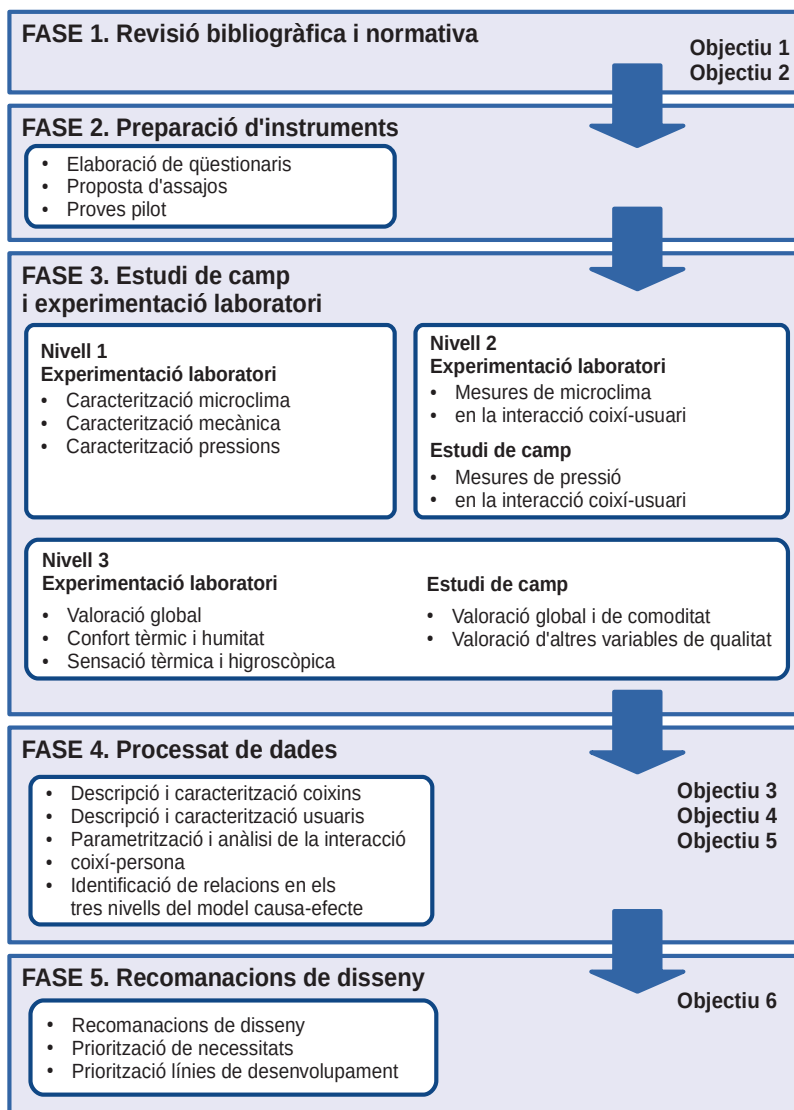 FASE 1. Revisió bibliogràfica i normativa
Objectiu 1
Objectiu 2
FASE 2. Preparació d'instruments
• Elaboració de qüestionaris
• Proposta d'assajos
• Proves pilot
FASE 3. Estudi de camp
i experimentació laboratori
Nivell 1
Experimentació laboratori
• Caracterització microclima
• Caracterització mecànica
• Caracterització pressions
Nivell 2
Experimentació laboratori
• Mesures de microclima
• en la interacció coixí-usuari
Estudi de camp
• Mesures de pressió
• en la interacció coixí-usuari
Nivell 3
Experimentació laboratori
• Valoració global
• Confort tèrmic i humitat
• Sensació tèrmica i higroscòpica
Estudi de camp
• Valoració global i de comoditat
• Valoració d'altres variables de qualitat
FASE 4. Processat de dades
• Descripció i caracterització coixins
• Descripció i caracterització usuaris
• Parametrització i anàlisi de la interacció
• coixí-persona
• Identificació de relacions en els
tres nivells del model causa-efecte
Objectiu 3
Objectiu 4
Objectiu 5
FASE 5. Recomanacions de disseny
Objectiu 6
• Recomanacions de disseny
• Priorització de necessitats
• Priorització línies de desenvolupament